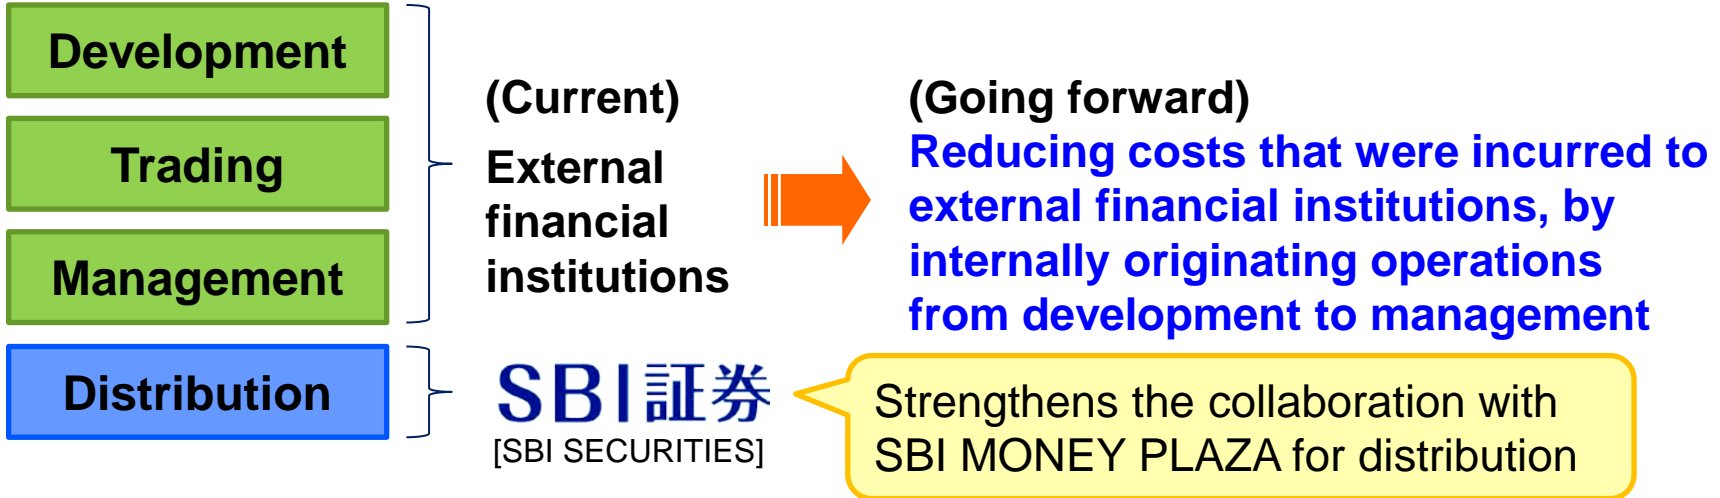 Development
Trading
Management
Distribution
(Current)
External
financial
institutions
(Going forward)
Reducing costs that were incurred to
external financial institutions, by
internally originating operations
from development to management
SBI証券
[SBI SECURITIES]
Strengthens the collaboration with
SBI MONEY PLAZA for distribution